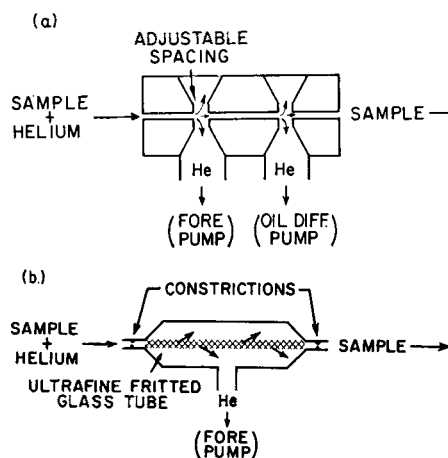 (a)
ADJUSTABLE
SPACING
SAMPLE
+
HELIUM
SAMPLE
He
He
(FORE
PUMP)
(OIL DIFF.
PUMP)
(b.)
CONSTRICTIONS
SAMPLE
+
HELIUM
SAMPLE
ULTRAFINE FRITTED
GLASS TUBE
He
(FORE
PUMP)